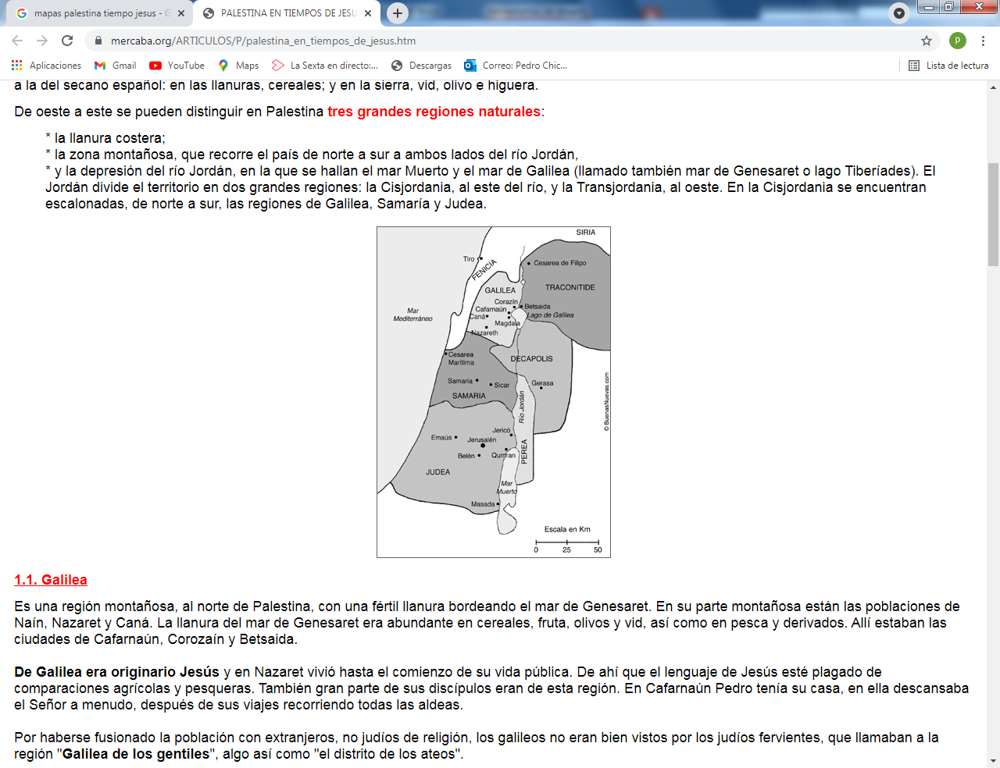 mapas palestina tiempo jesus - G
PALESTINA EN TIEMPOS DE JESU
mercaba.org/ARTICULOS/P/palestina_en_tiempos_de_jesus.htm
P
Aplicaciones
Gmail
YouTube
Maps
La Sexta en directo:...
Descargas
Correo: Pedro Chic...
Lista de lectura
a la del secano español: en las llanuras, cereales; y en la sierra, vid, olivo e higuera.
De oeste a este se pueden distinguir en Palestina tres grandes regiones naturales:
* la llanura costera;
* la zona montañosa, que recorre el país de norte a sur a ambos lados del río Jordán,
* y la depresión del río Jordán, en la que se hallan el mar Muerto y el mar de Galilea (llamado también mar de Genesaret o lago Tiberíades). El
Jordán divide el territorio en dos grandes regiones: la Cisjordania, al este del río, y la Transjordania, al oeste. En la Cisjordania se encuentran
escalonadas, de norte a sur, las regiones de Galilea, Samaría y Judea.
SIRIA
Tiro
FENICIA
Cesarea de Filipo
TRACONITIDE
GALILEA
Corazín
Betsaida
Cafarnaún
Lago de Galilea
Caná
Magdala
Nazareth
Mar
Mediterráneo
Cesarea
Marítima
DECAPOLIS
Samaria
Sicar
Gerasa
SAMARIA
Río Jordán
© BuenasNuevas.com
Jericó
Emaús
Jerusalén
Belén
Qumran
PEREA
JUDEA
Mar
Muerto
Masada
Escala en Km
0 25 50
1.1. Galilea
Es una región montañosa, al norte de Palestina, con una fértil llanura bordeando el mar de Genesaret. En su parte montañosa están las poblaciones de
Naín, Nazaret y Caná. La llanura del mar de Genesaret era abundante en cereales, fruta, olivos y vid, así como en pesca y derivados. Allí estaban las
ciudades de Cafarnaún, Corozaín y Betsaida.
De Galilea era originario Jesús y en Nazaret vivió hasta el comienzo de su vida pública. De ahí que el lenguaje de Jesús esté plagado de
comparaciones agrícolas y pesqueras. También gran parte de sus discípulos eran de esta región. En Cafarnaún Pedro tenía su casa, en ella descansaba
el Señor a menudo, después de sus viajes recorriendo todas las aldeas.
Por haberse fusionado la población con extranjeros, no judíos de religión, los galileos no eran bien vistos por los judíos fervientes, que llamaban a la
región "Galilea de los gentiles", algo así como "el distrito de los ateos".